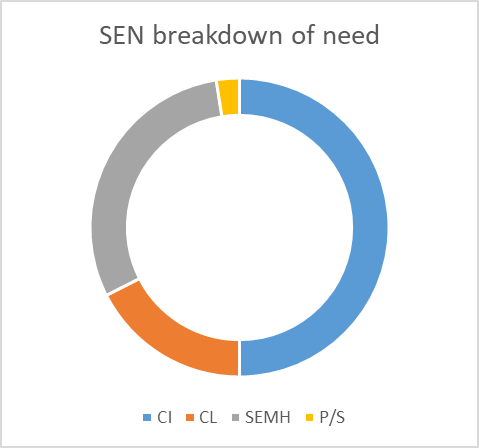 SEN breakdown of need
CI CL SEMH P/S